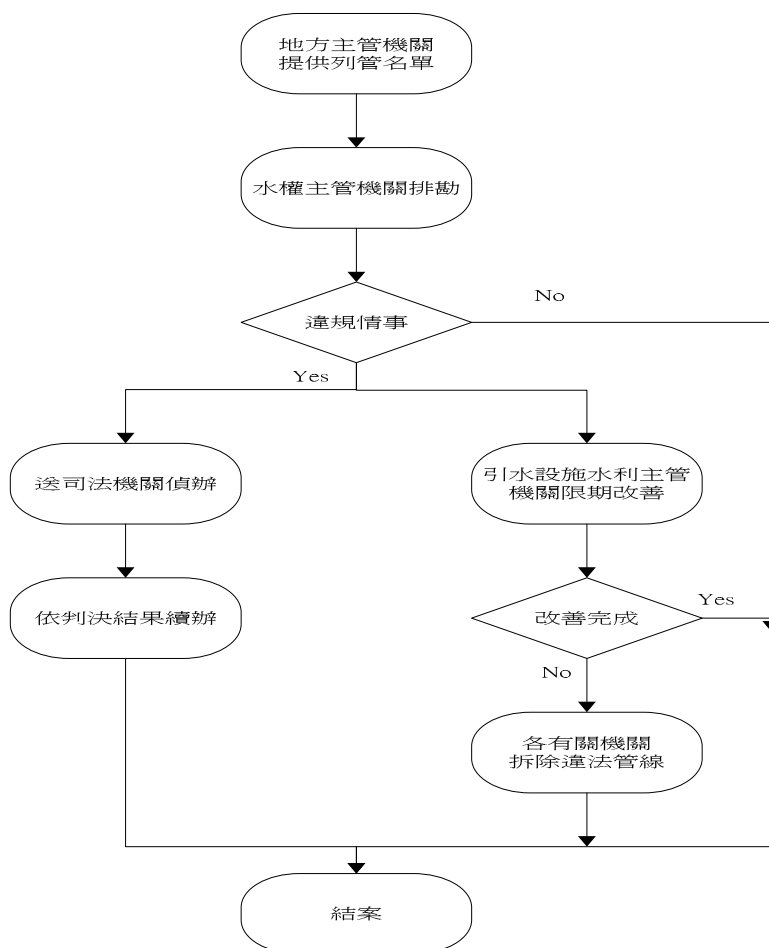 地方主管機關
提供列管名單
水權主管機關排勘
違規情事
No
Yes
送司法機關偵辦
引水設施水利主管
機關限期改善
依判決結果續辦
改善完成
Yes
No
各有關機關
拆除違法管線
結案